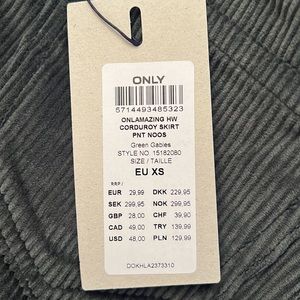 ONLY
5714493485323
ONLAMAZING HW
CORDUROY SKIRT
PNT NOOS
Green Gables
STYLE NO. 15182080
SIZE / TAILLE
EU XS
RRP /
EUR 29.99 DKK 229,95
SEK 299,95 NOK 299,95
GBP 28.00 CHF 39,90
CAD 49.00 TRY 139,99
USD 48.00 PLN 129,99
DOKHLA2373310